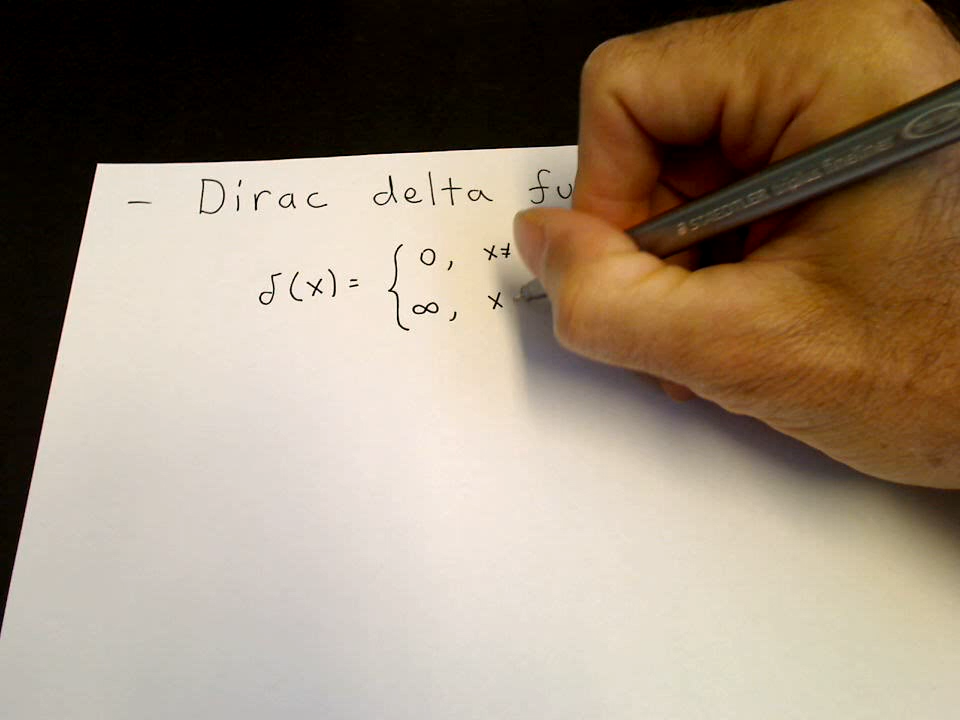 - Dirac delta fu
δ(x) = { 0, x≠
∞, x
STAEDTLER